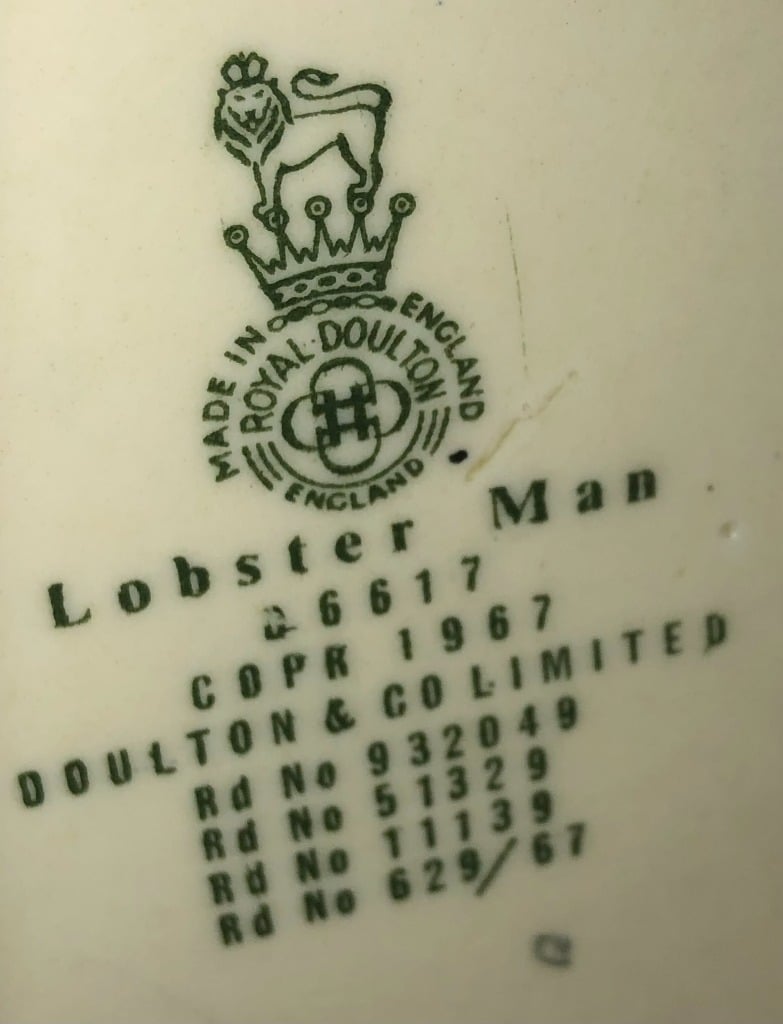 MADE IN ENGLAND
ROYAL·DOULTON
ENGLAND
Lobster Man
D 6617
COPR 1967
DOULTON & CO LIMITED
Rd No 932049
Rd No 51329
Rd No 11139
Rd No 629/67